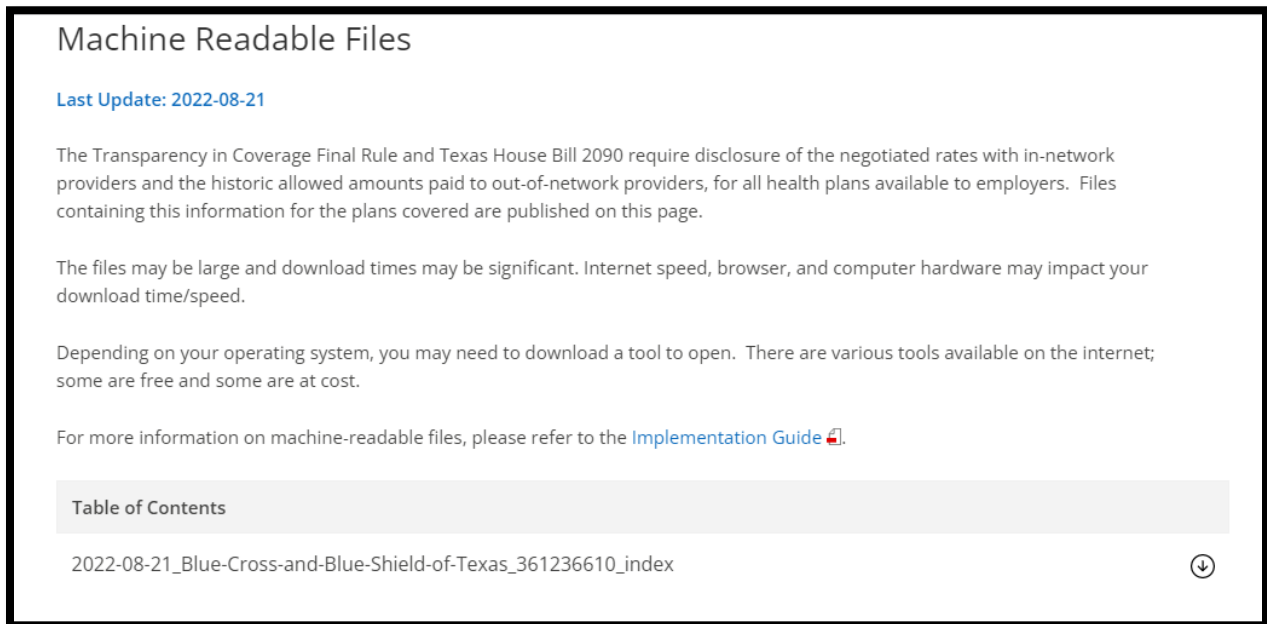 Machine Readable Files
Last Update: 2022-08-21
The Transparency in Coverage Final Rule and Texas House Bill 2090 require disclosure of the negotiated rates with in-network
providers and the historic allowed amounts paid to out-of-network providers, for all health plans available to employers.  Files
containing this information for the plans covered are published on this page.
The files may be large and download times may be significant. Internet speed, browser, and computer hardware may impact your
download time/speed.
Depending on your operating system, you may need to download a tool to open.  There are various tools available on the internet;
some are free and some are at cost.
For more information on machine-readable files, please refer to the Implementation Guide.
Table of Contents
2022-08-21_Blue-Cross-and-Blue-Shield-of-Texas_361236610_index